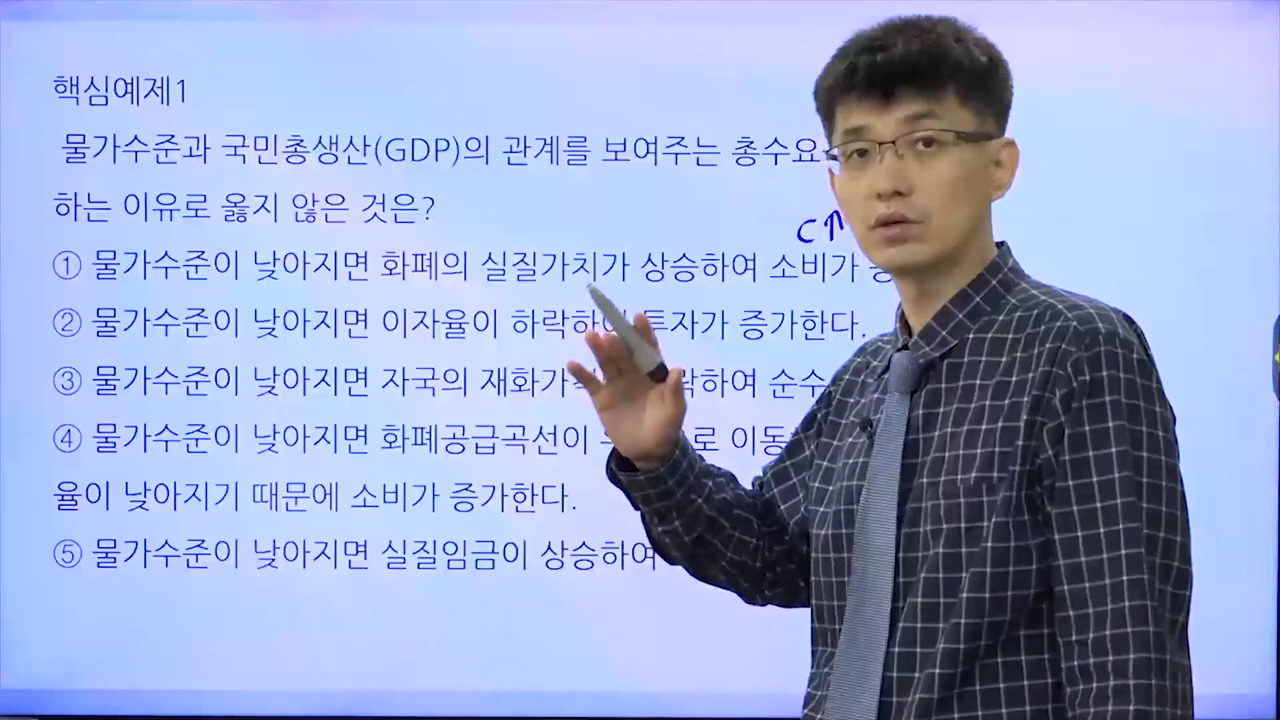 핵심예제1
물가수준과 국민총생산(GDP)의 관계를 보여주는 총수요
하는 이유로 옳지 않은 것은?
C↑
① 물가수준이 낮아지면 화폐의 실질가치가 상승하여 소비가
② 물가수준이 낮아지면 이자율이 하락하여 투자가 증가한다.
③ 물가수준이 낮아지면 자국의 재화가 순수
④ 물가수준이 낮아지면 화폐공급곡선이 로 이동
율이 낮아지기 때문에 소비가 증가한다.
⑤ 물가수준이 낮아지면 실질임금이 상승하여